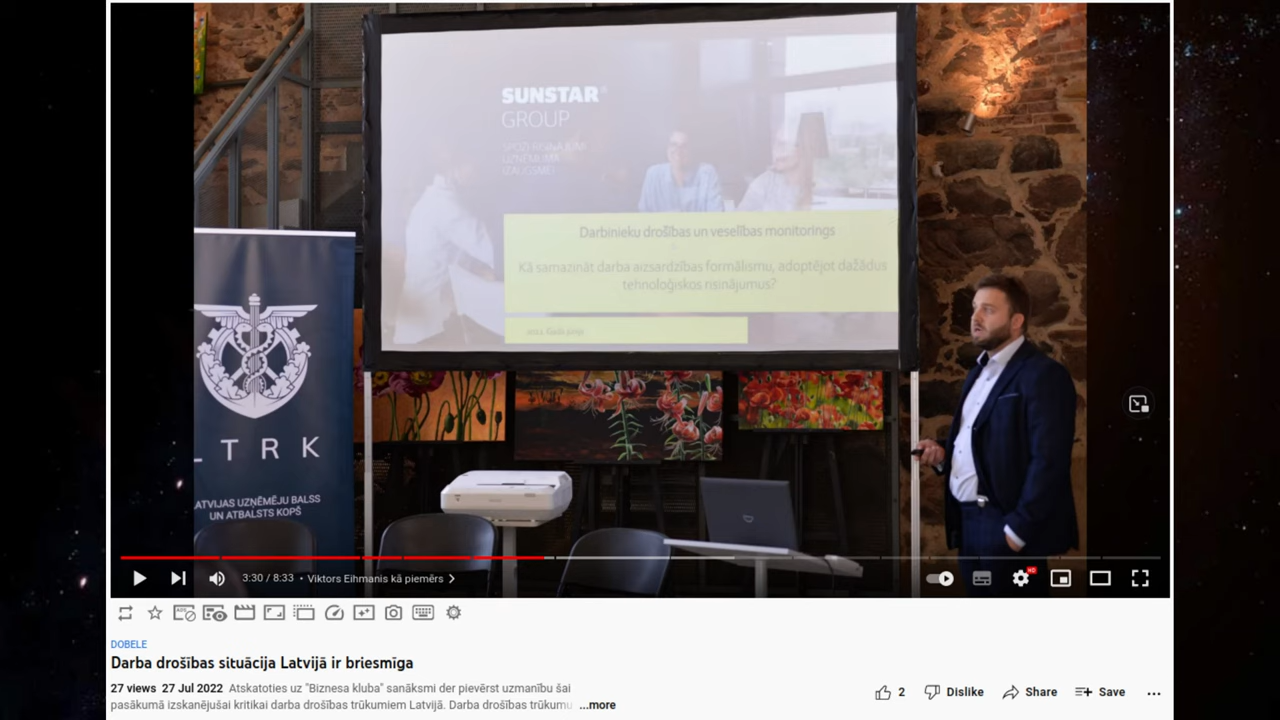 SUNSTAR
GROUP
Darbinieku drošības un veselības monitorings
Kā samazināt darba aizsardzības formālismu, adoptējot dažādus
tehnoloģiskos risinājumus?
TRK
ATVIJAS UZŅĒMĒJU BALSS
UN ATBALSTS KOPŠ
3:30 / 8:33 • Viktors Eihmanis kā piemērs
HD
DOBELE
Darba drošības situācija Latvijā ir briesmīga
27 views 27 Jul 2022 Atskatoties uz "Biznesa kluba" sanāksmi der pievērst uzmanību šai
pasākumā izskanējušai kritikai darba drošības trūkumiem Latvijā. Darba drošības trūkumu ...more
2 Dislike Share Save